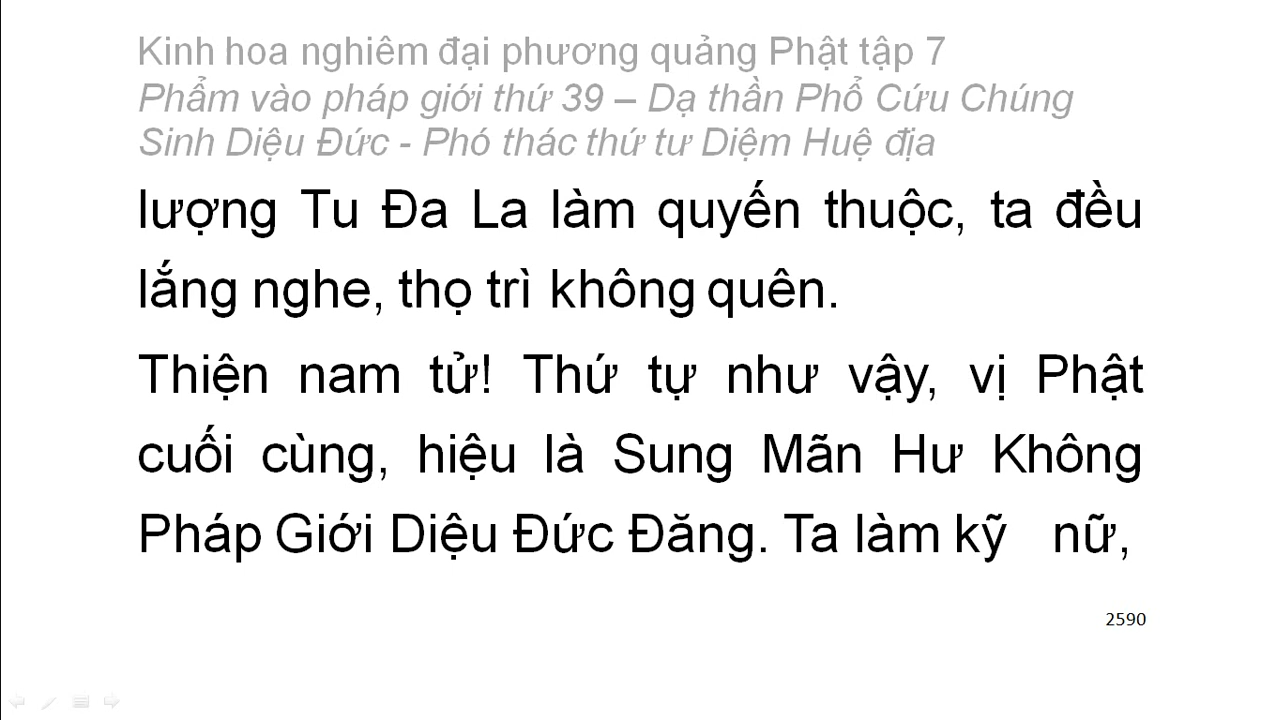 Kinh hoa nghiêm đại phương quảng Phật tập 7
Phẩm vào pháp giới thứ 39 – Dạ thần Phổ Cứu Chúng
Sinh Diệu Đức - Phó thác thứ tư Diệm Huệ địa
lượng Tu Đa La làm quyến thuộc, ta đều
lắng nghe, thọ trì không quên.
Thiện nam tử! Thứ tự như vậy, vị Phật
cuối cùng, hiệu là Sung Mãn Hư Không
Pháp Giới Diệu Đức Đăng. Ta làm kỹ nữ,
2590